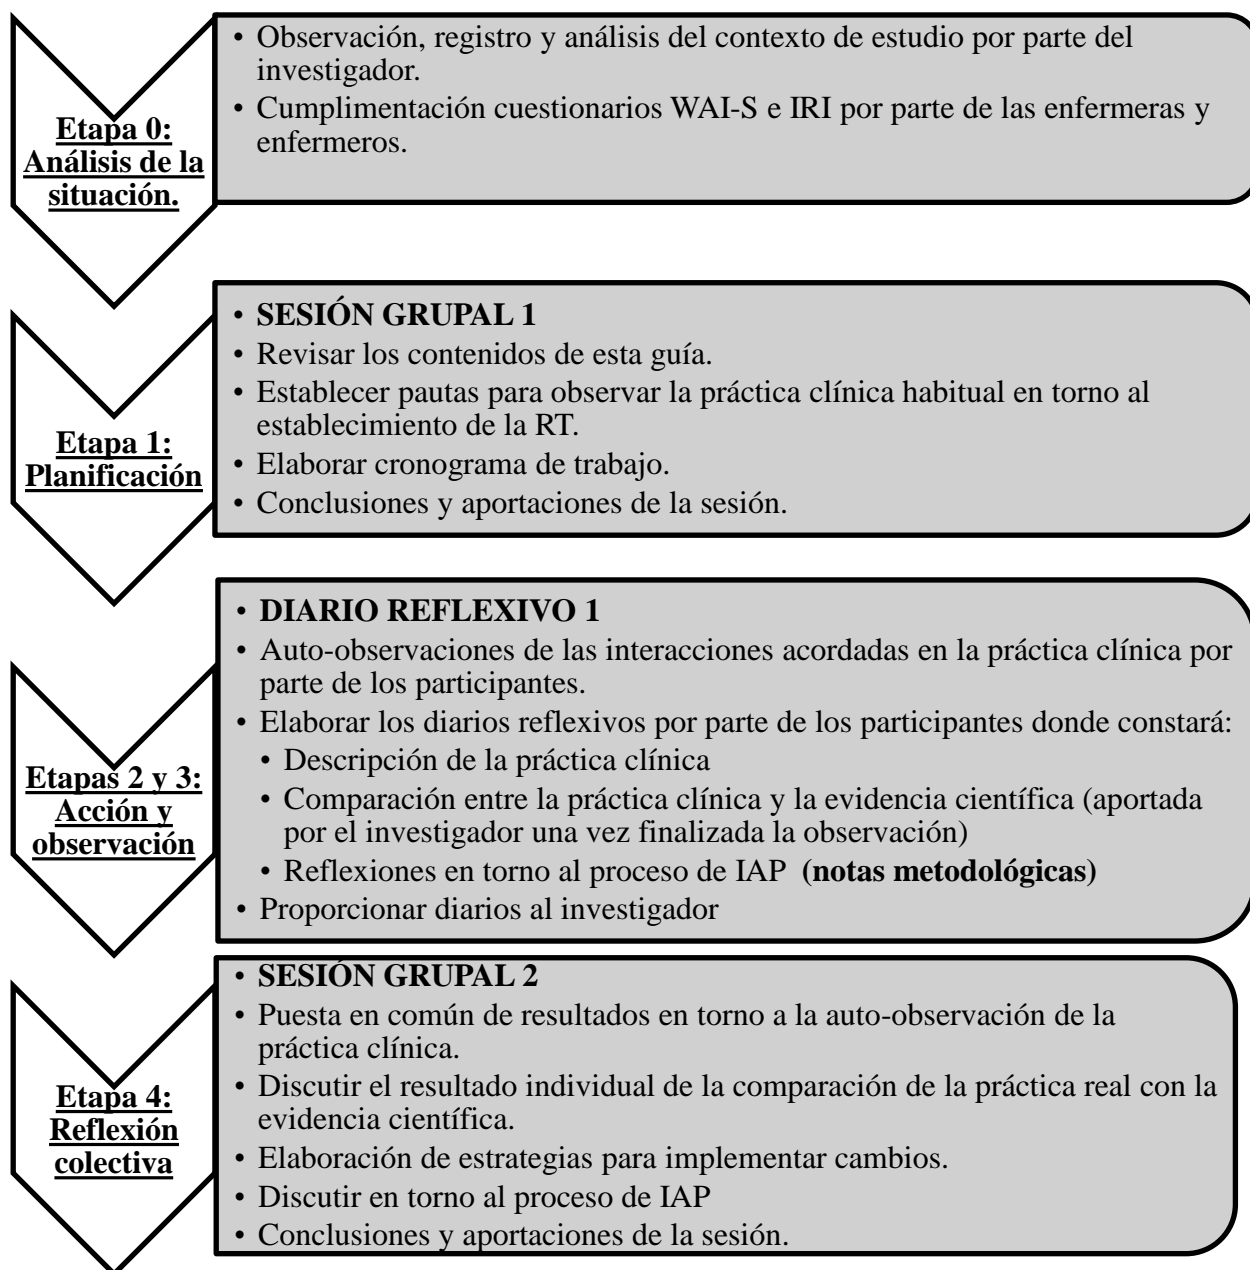 Etapa 0:
Análisis de la
situación.
• Observación, registro y análisis del contexto de estudio por parte del
investigador.
• Cumplimentación cuestionarios WAI-S e IRI por parte de las enfermeras y
enfermeros.
Etapa 1:
Planificación
• SESIÓN GRUPAL 1
• Revisar los contenidos de esta guía.
• Establecer pautas para observar la práctica clínica habitual en torno al
establecimiento de la RT.
• Elaborar cronograma de trabajo.
• Conclusiones y aportaciones de la sesión.
Etapas 2 y 3:
Acción y
observación
• DIARIO REFLEXIVO 1
• Auto-observaciones de las interacciones acordadas en la práctica clínica por
parte de los participantes.
• Elaborar los diarios reflexivos por parte de los participantes donde constará:
• Descripción de la práctica clínica
• Comparación entre la práctica clínica y la evidencia científica (aportada
por el investigador una vez finalizada la observación)
• Reflexiones en torno al proceso de IAP (notas metodológicas)
• Proporcionar diarios al investigador
Etapa 4:
Reflexión
colectiva
• SESIÓN GRUPAL 2
• Puesta en común de resultados en torno a la auto-observación de la
práctica clínica.
• Discutir el resultado individual de la comparación de la práctica real con la
evidencia científica.
• Elaboración de estrategias para implementar cambios.
• Discutir en torno al proceso de IAP
• Conclusiones y aportaciones de la sesión.